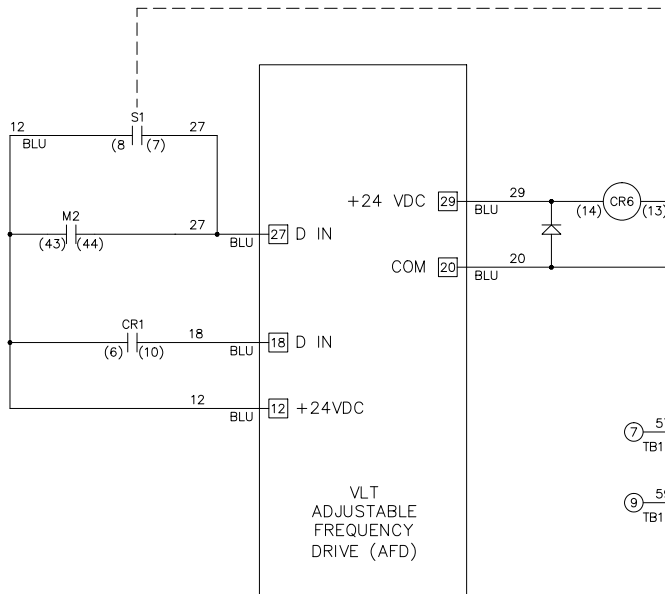 S1
12
27
BLU
(8
(7)
M2
27
(43)
(44)
BLU
27
D IN
+24 VDC
29
29
BLU
(14)
CR6
(13)
COM
20
20
BLU
CR1
18
(6)
(10)
BLU
18
D IN
12
BLU
12
+24VDC
7
57
TB1
9
59
TB1
VLT
ADJUSTABLE
FREQUENCY
DRIVE (AFD)